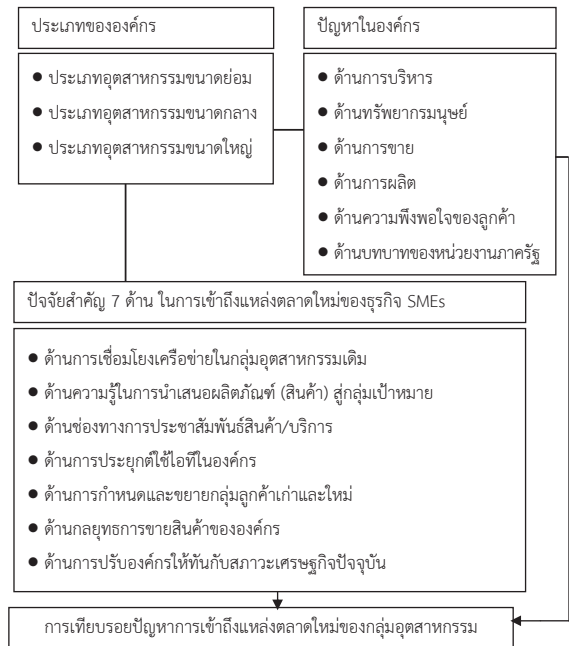 ประเภทขององค์กร
● ประเภทอุตสาหกรรมขนาดย่อม
● ประเภทอุตสาหกรรมขนาดกลาง
● ประเภทอุตสาหกรรมขนาดใหญ่
ปัญหาในองค์กร
● ด้านการบริหาร
● ด้านทรัพยากรมนุษย์
● ด้านการขาย
● ด้านการผลิต
● ด้านความพึงพอใจของลูกค้า
● ด้านบทบาทของหน่วยงานภาครัฐ
ปัจจัยสำคัญ 7 ด้าน ในการเข้าถึงแหล่งตลาดใหม่ของธุรกิจ SMEs
● ด้านการเชื่อมโยงเครือข่ายในกลุ่มอุตสาหกรรมเดิม
● ด้านความรู้ในการนำเสนอผลิตภัณฑ์ (สินค้า) สู่กลุ่มเป้าหมาย
● ด้านช่องทางการประชาสัมพันธ์สินค้า/บริการ
● ด้านการประยุกต์ใช้ไอทีในองค์กร
● ด้านการกำหนดและขยายกลุ่มลูกค้าเก่าและใหม่
● ด้านกลยุทธการขายสินค้าขององค์กร
● ด้านการปรับองค์กรให้ทันกับสภาวะเศรษฐกิจปัจจุบัน
การเทียบรอยปัญหาการเข้าถึงแหล่งตลาดใหม่ของกลุ่มอุตสาหกรรม